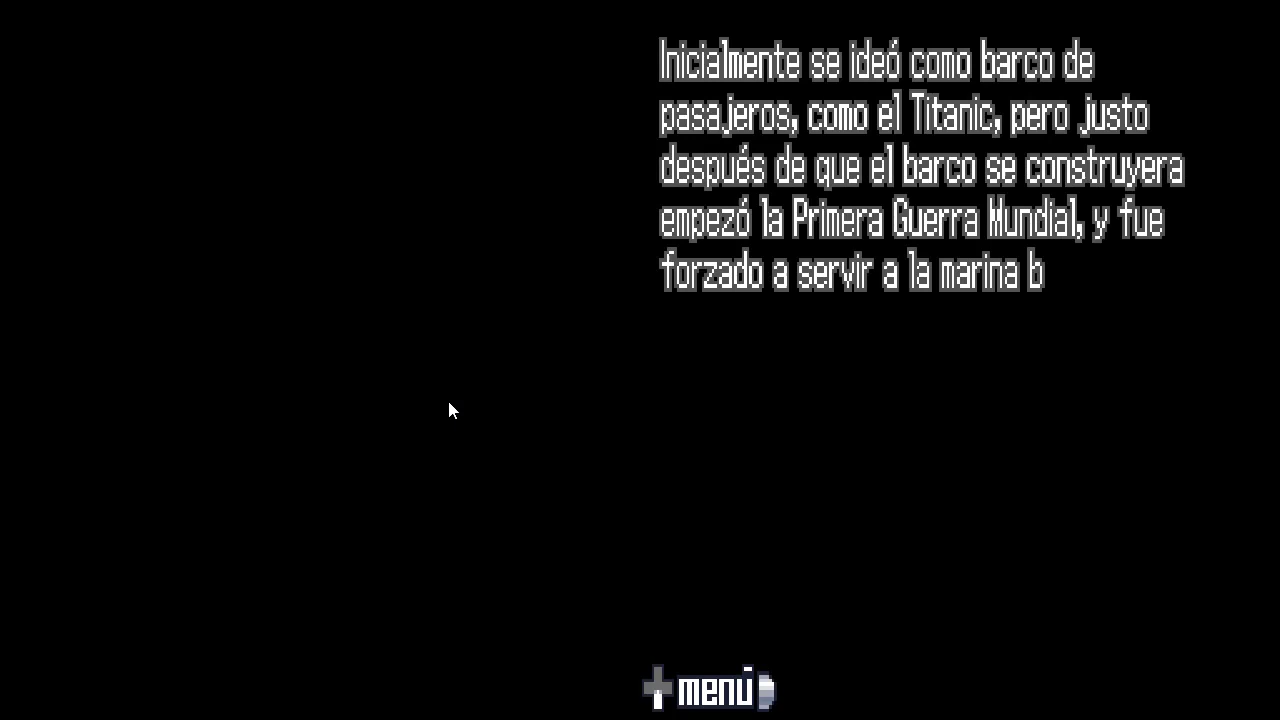 Inicialmente se ideó como barco de
pasajeros, como el Titanic, pero justo
después de que el barco se construyera
empezó la Primera Guerra Mundial, y fue
forzado a servir a la marina b
menú